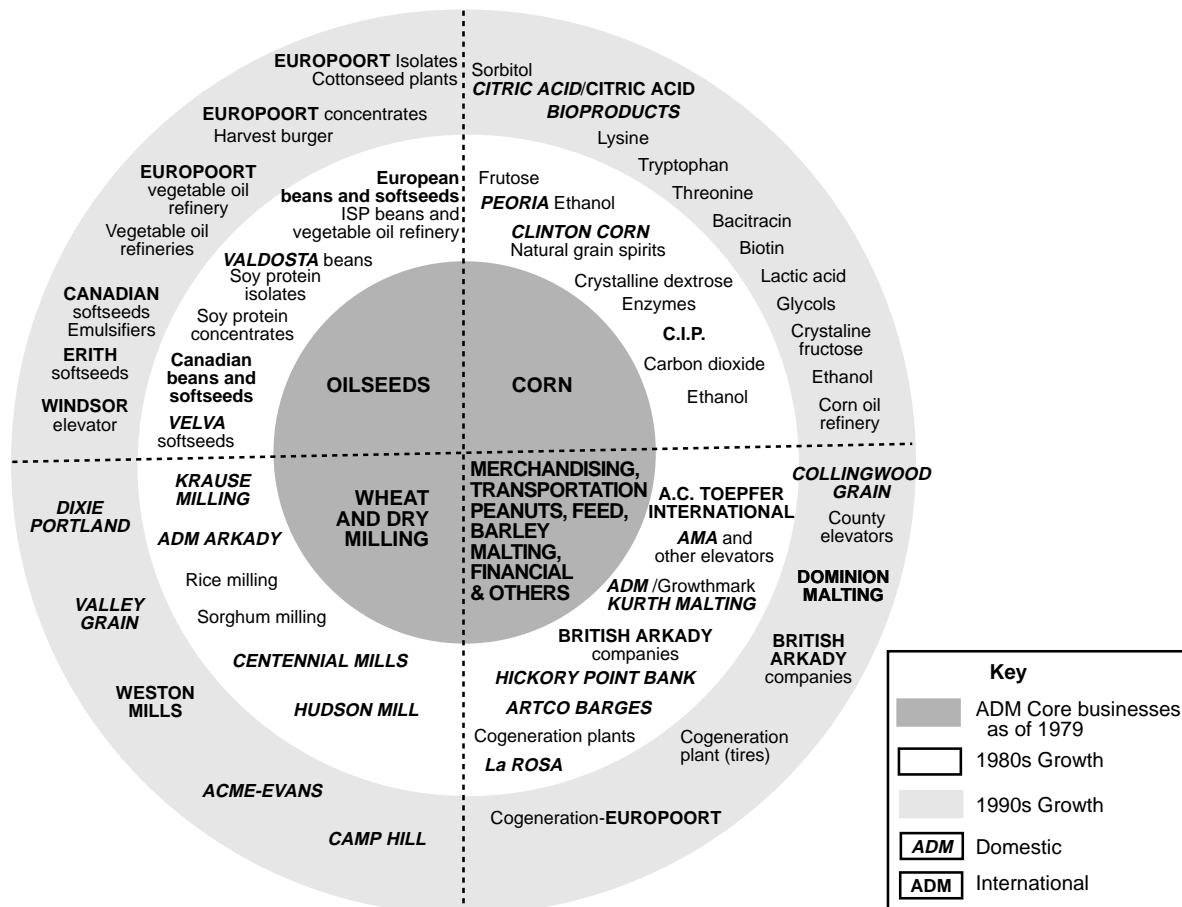 EUROPOORT Isolates
Cottonseed plants
EUROPOORT concentrates
Harvest burger
EUROPOORT
vegetable oil
refinery
Vegetable oil
refineries
CANADIAN
softseeds
Emulsifiers
ERITH
softseeds
WINDSOR
elevator
European
beans and softseeds
ISP beans and
vegetable oil refinery
VALDOSTA beans
Soy protein
isolates
Soy protein
concentrates
Canadian
beans and
softseeds
VELVA
softseeds
OILSEEDS
Sorbitol
CITRIC ACID/CITRIC ACID
BIOPRODUCTS
Lysine
Tryptophan
Threonine
Bacitracin
Biotin
Lactic acid
Glycols
Crystaline
fructose
Ethanol
Corn oil
refinery
Frutose
PEORIA Ethanol
CLINTON CORN
Natural grain spirits
Crystalline dextrose
Enzymes
C.I.P.
Carbon dioxide
Ethanol
CORN
DIXIE
PORTLAND
VALLEY
GRAIN
WESTON
MILLS
ACME-EVANS
CAMP HILL
KRAUSE
MILLING
ADM ARKADY
Rice milling
Sorghum milling
CENTENNIAL MILLS
HUDSON MILL
WHEAT
AND DRY
MILLING
MERCHANDISING,
TRANSPORTATION
PEANUTS, FEED,
BARLEY
MALTING,
FINANCIAL
& OTHERS
A.C. TOEPFER
INTERNATIONAL
AMA and
other elevators
ADM /Growthmark
KURTH MALTING
BRITISH ARKADY
companies
HICKORY POINT BANK
ARTCO BARGES
Cogeneration plants
La ROSA
COLLINGWOOD
GRAIN
County
elevators
DOMINION
MALTING
BRITISH
ARKADY
companies
Cogeneration
plant (tires)
Cogeneration-EUROPOORT
Key
ADM Core businesses
as of 1979
1980s Growth
1990s Growth
ADM Domestic
ADM International